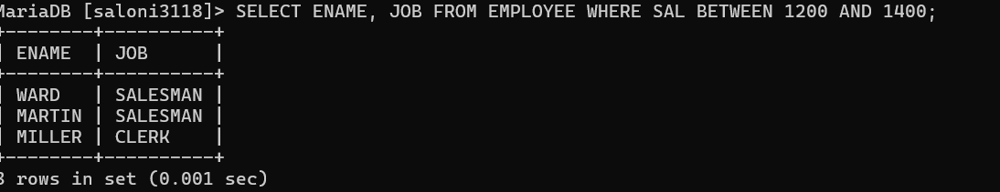 MariaDB [saloni3118]> SELECT ENAME, JOB FROM EMPLOYEE WHERE SAL BETWEEN 1200 AND 1400;
+--------+----------+
| ENAME  | JOB      |
+--------+----------+
| WARD   | SALESMAN |
| MARTIN | SALESMAN |
| MILLER | CLERK    |
+--------+----------+
3 rows in set (0.001 sec)